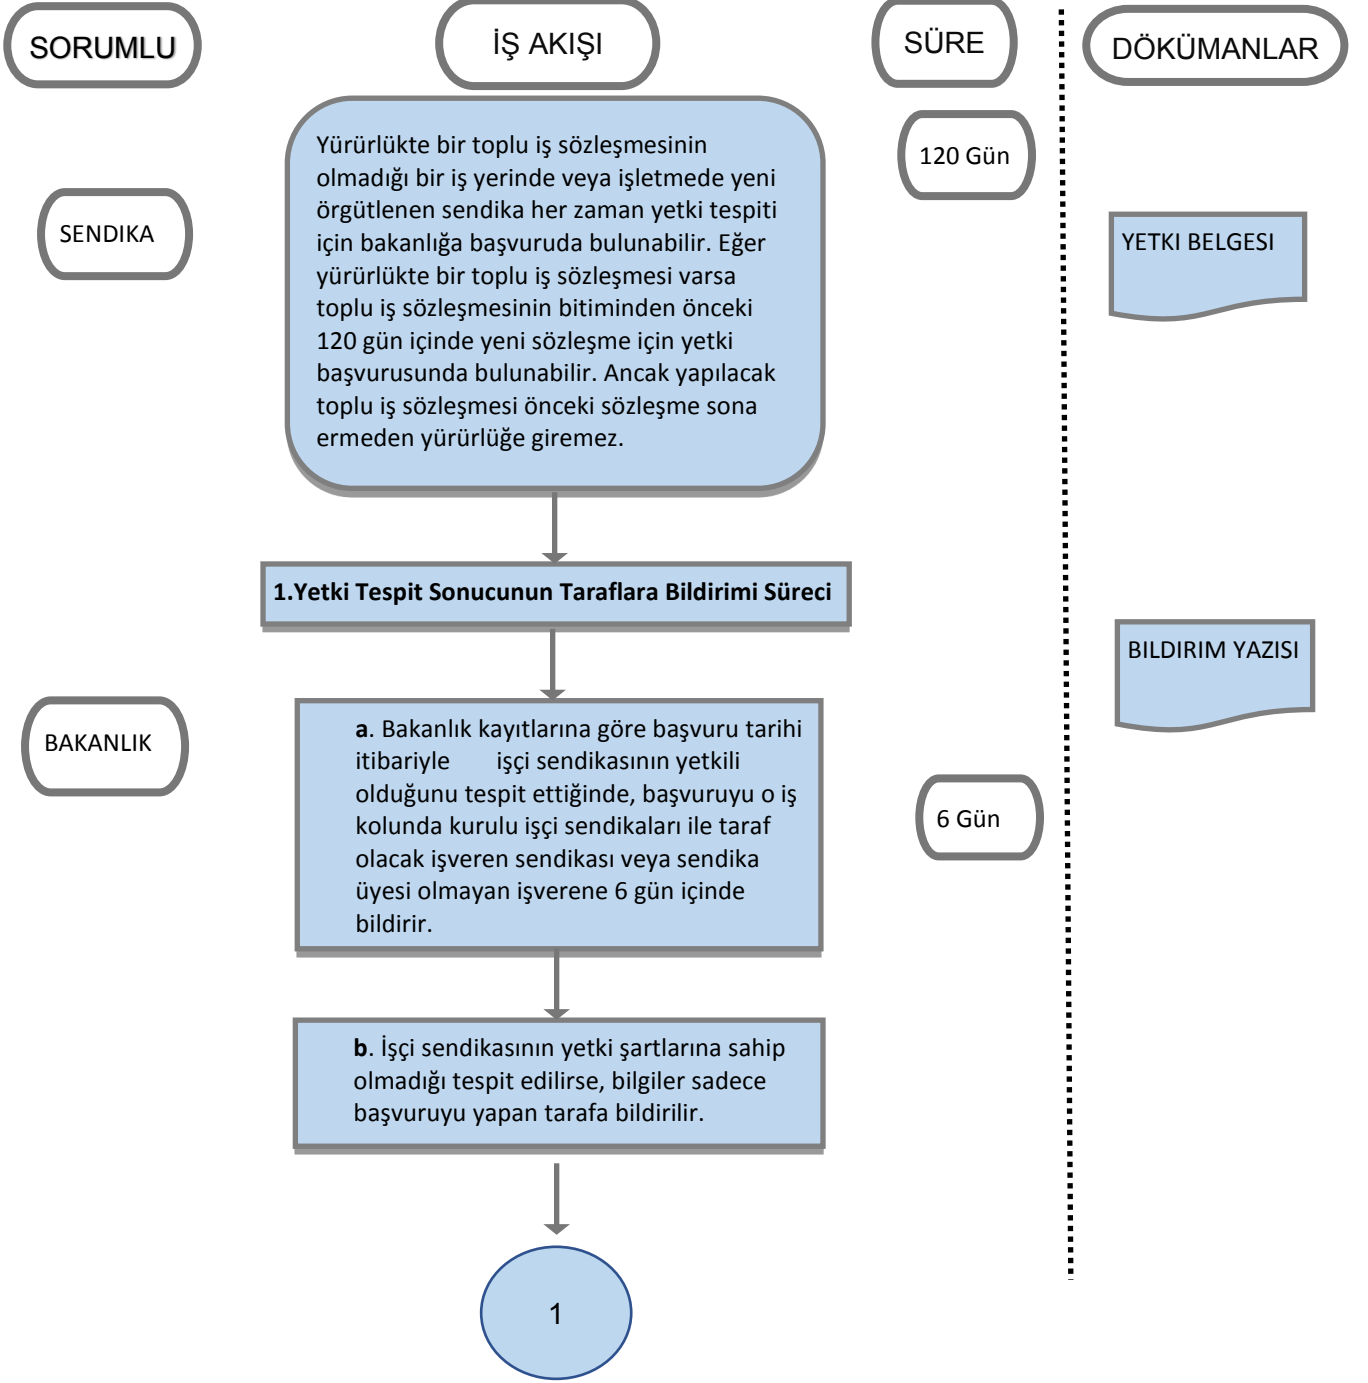 SORUMLU
İŞ AKIŞI
SÜRE
DÖKÜMANLAR
Yürürlükte bir toplu iş sözleşmesinin
olmadığı bir iş yerinde veya işletmede yeni
örgütlenen sendika her zaman yetki tespiti
için bakanlığa başvuruda bulunabilir. Eğer
yürürlükte bir toplu iş sözleşmesi varsa
toplu iş sözleşmesinin bitiminden önceki
120 gün içinde yeni sözleşme için yetki
başvurusunda bulunabilir. Ancak yapılacak
toplu iş sözleşmesi önceki sözleşme sona
ermeden yürürlüğe giremez.
120 Gün
SENDIKA
YETKI BELGESI
1.Yetki Tespit Sonucunun Taraflara Bildirimi Süreci
BILDIRIM YAZISI
BAKANLIK
a. Bakanlık kayıtlarına göre başvuru tarihi
itibariyle işçi sendikasının yetkili
olduğunu tespit ettiğinde, başvuruyu o iş
kolunda kurulu işçi sendikaları ile taraf
olacak işveren sendikası veya sendika
üyesi olmayan işverene 6 gün içinde
bildirir.
6 Gün
b. İşçi sendikasının yetki şartlarına sahip
olmadığı tespit edilirse, bilgiler sadece
başvuruyu yapan tarafa bildirilir.
1